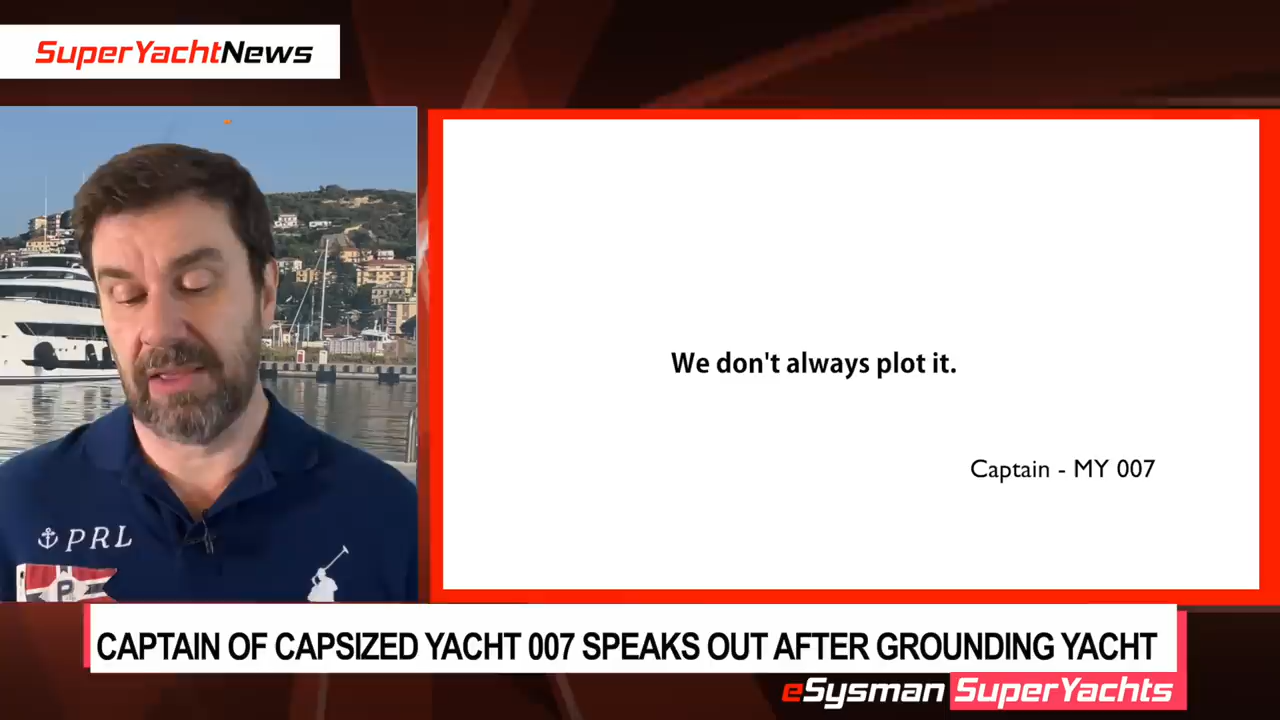 SuperYachtNews
We don't always plot it.
Captain - MY 007
PRL
P
CAPTAIN OF CAPSIZED YACHT 007 SPEAKS OUT AFTER GROUNDING YACHT
eSysman SuperYachts